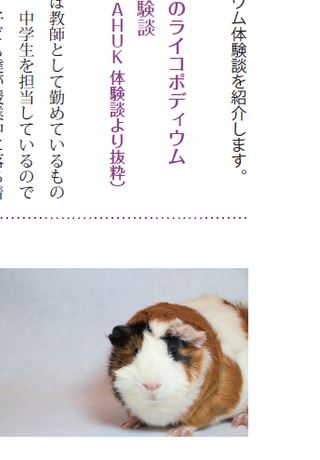 ウム体験談を紹介します。
のライコポディウム
験談
AHUK 体験談より抜粋）
は教師として勤めているもの
中学生を担当しているので